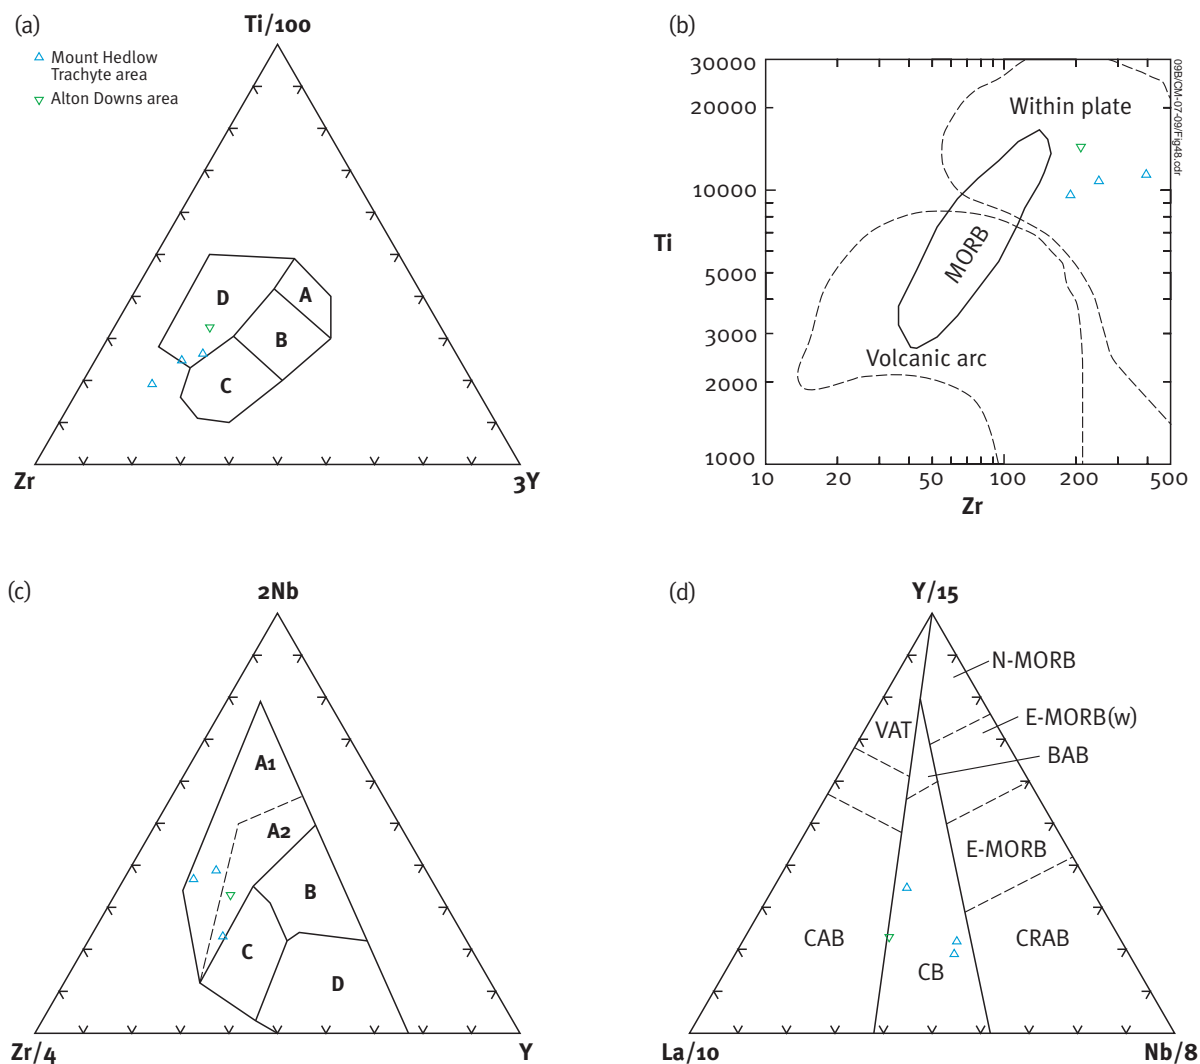 (a)
Ti/100
Mount Hedlow
Trachyte area
Alton Downs area
D
A
B
C
Zr
3Y
(b)
30000
20000
10000
5000
3000
2000
1000
Ti
Within plate
MORB
Volcanic arc
10
20
50
100
200
500
Zr
09B/CM-07-09/Fig48.cdr
(c)
2Nb
A1
A2
B
C
D
Zr/4
Y
(d)
Y/15
N-MORB
E-MORB(w)
VAT
BAB
E-MORB
CAB
CB
CRAB
La/10
Nb/8